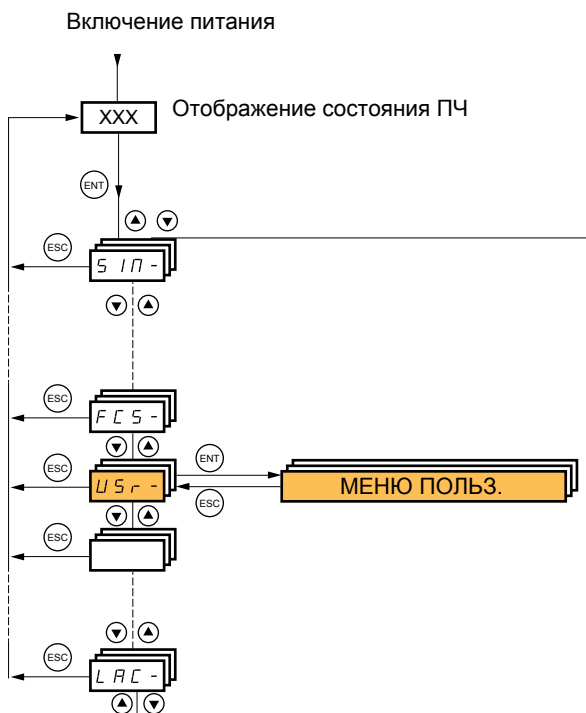 Включение питания
XXX
Отображение состояния ПЧ
ENT
ESC
SIM-
ESC
FCS-
ESC
USr-
ENT
МЕНЮ ПОЛЬЗ.
ESC
ESC
ESC
LAC-